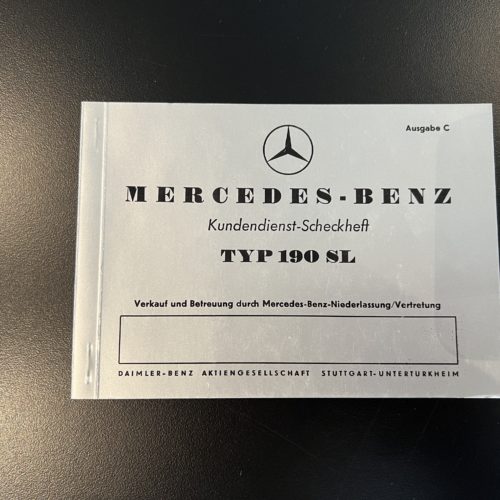 Ausgabe C
MERCEDES-BENZ
Kundendienst-Scheckheft
TYP 190 SL
Verkauf und Betreuung durch Mercedes-Benz-Niederlassung/Vertretung
DAIMLER-BENZ AKTIENGESELLSCHAFT STUTTGART-UNTERTURKHEIM